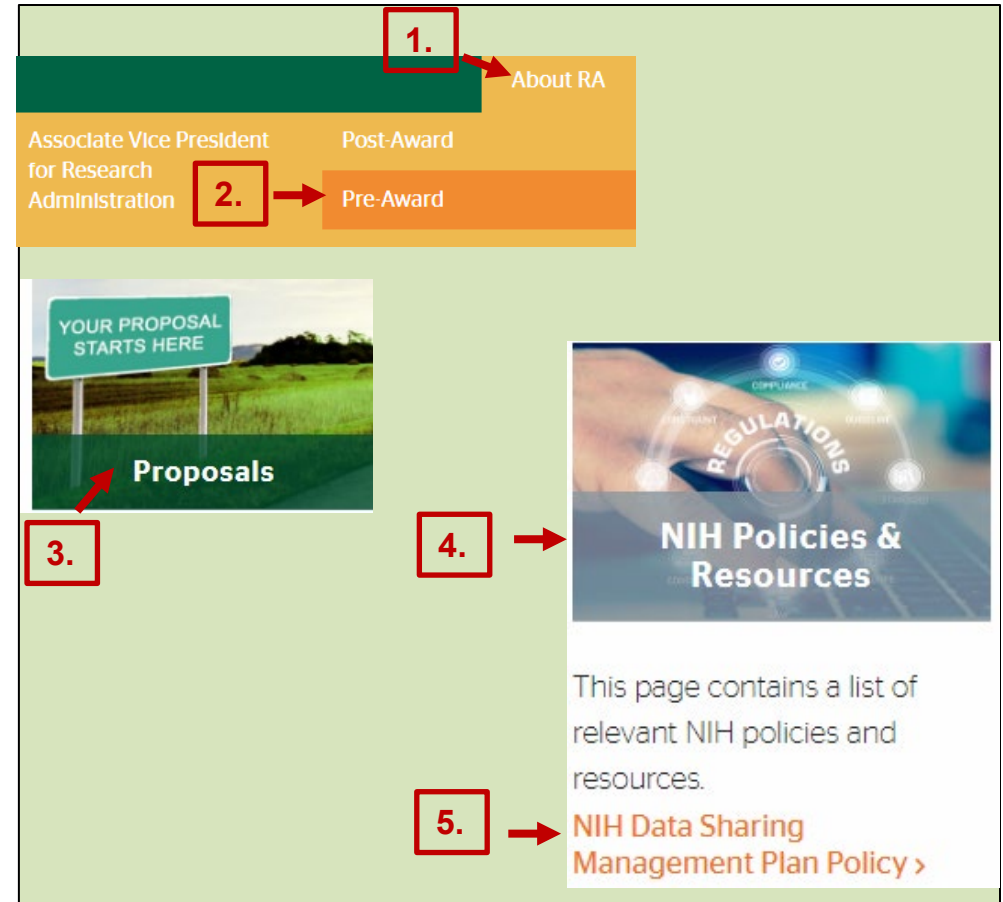 1.
About RA
Associate Vice President
for Research
Administration
Post-Award
2.
Pre-Award
YOUR PROPOSAL
STARTS HERE
Proposals
3.
COMPLIANCE
CONSTRAINT
REGULATIONS
4.
NIH Policies &
Resources
This page contains a list of
relevant NIH policies and
resources.
5.
NIH Data Sharing
Management Plan Policy ›